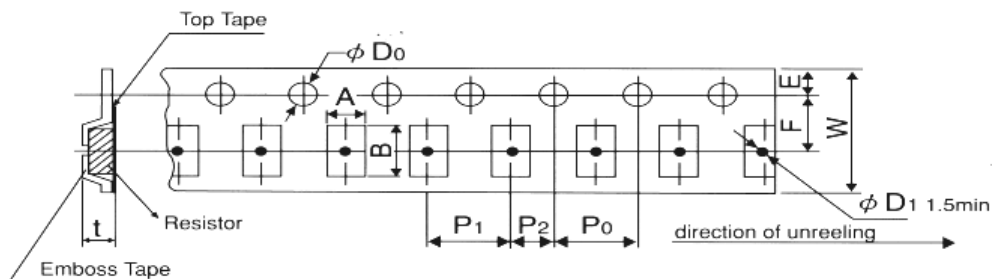 Top Tape
φ D0
A
B
E
F
W
t
Resistor
Emboss Tape
P1
P2
P0
φ D1 1.5min
direction of unreeling